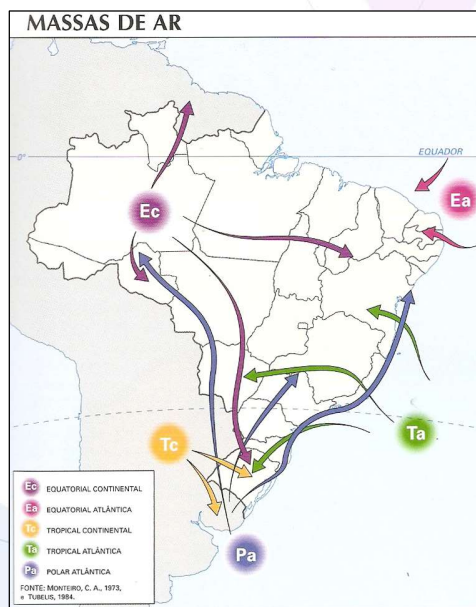 MASSAS DE AR
EQUADOR
0°
Ec
Ea
Tc
Ta
Pa
Ec EQUATORIAL CONTINENTAL
Ea EQUATORIAL ATLÂNTICA
Tc TROPICAL CONTINENTAL
Ta TROPICAL ATLÂNTICA
Pa POLAR ATLÂNTICA
FONTE: MONTEIRO, C. A., 1973,
e TUBELIS, 1984.